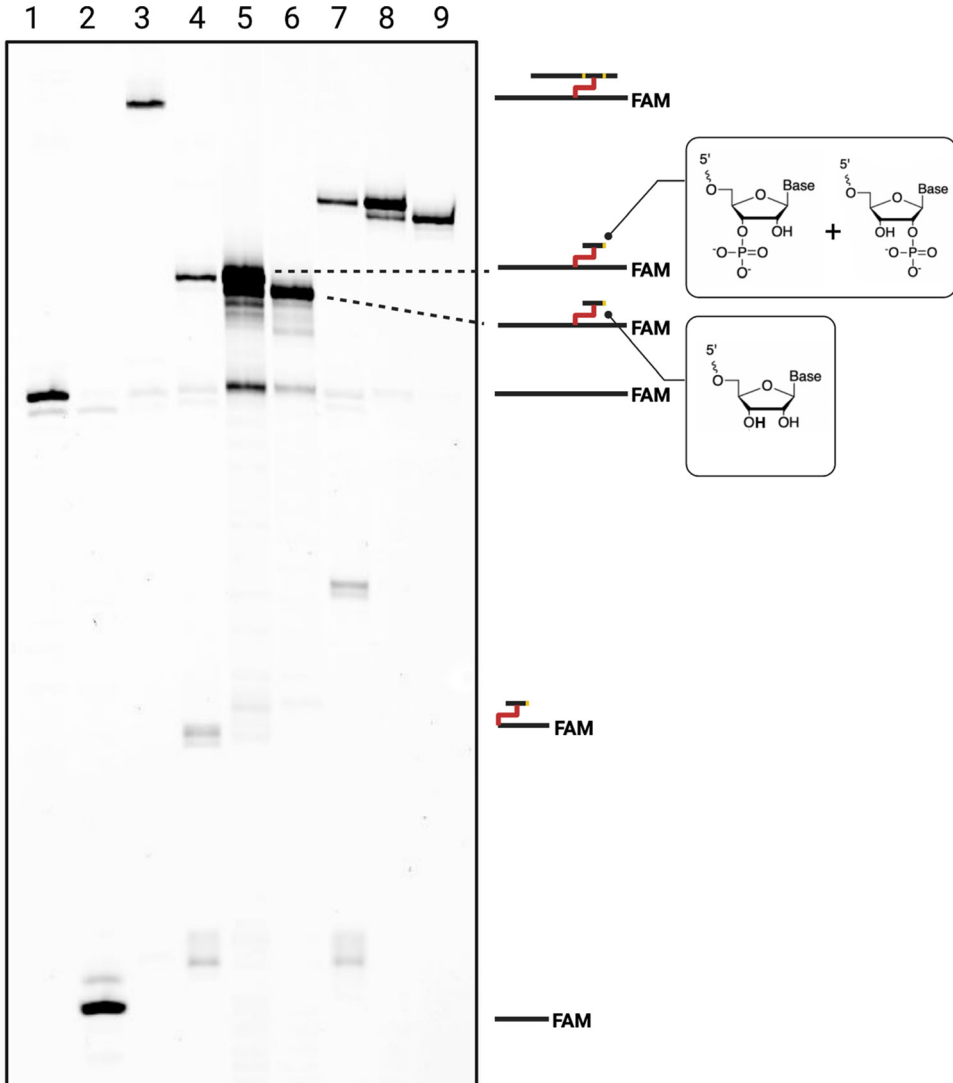 1 2 3 4 5 6 7 8 9
FAM
5'
O
O
Base
O
OH
-O-P=O
O-
+
5'
O
O
Base
OH
O
-O-P=O
O-
FAM
FAM
5'
O
O
Base
OH
OH
FAM
FAM
FAM